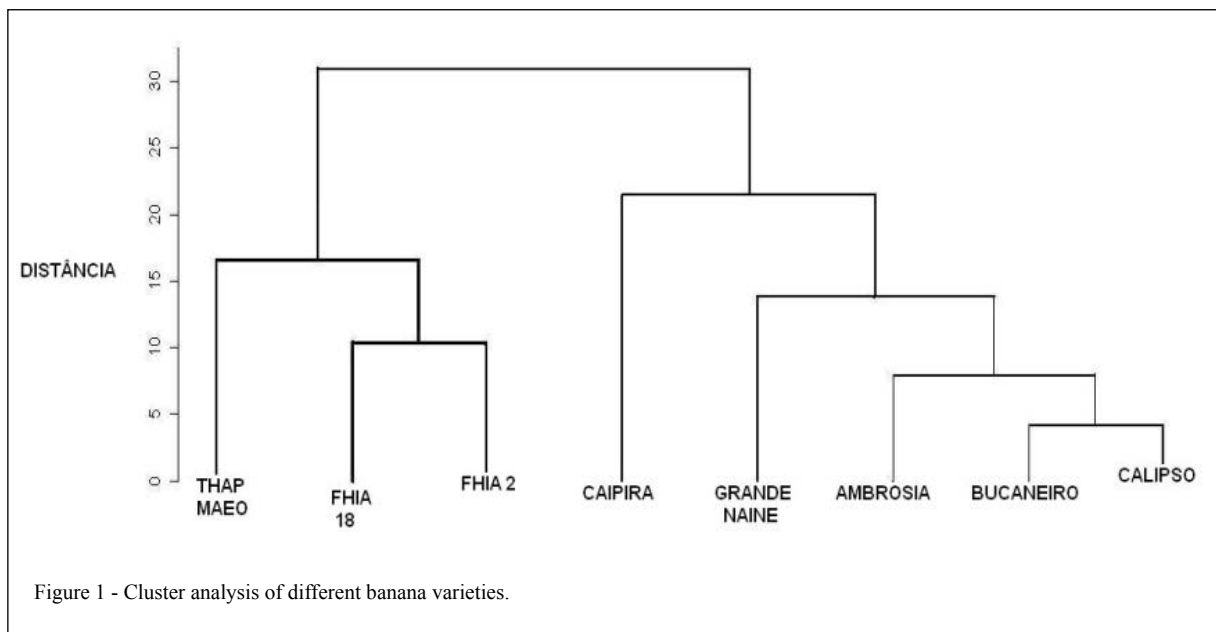 30
25
20
15
10
5
0
DISTÂNCIA
THAP
MAEO
FHIA
18
FHIA 2
CAIPIRA
GRANDE
NAINE
AMBROSIA
BUCANEIRO
CALIPSO
Figure 1 - Cluster analysis of different banana varieties.